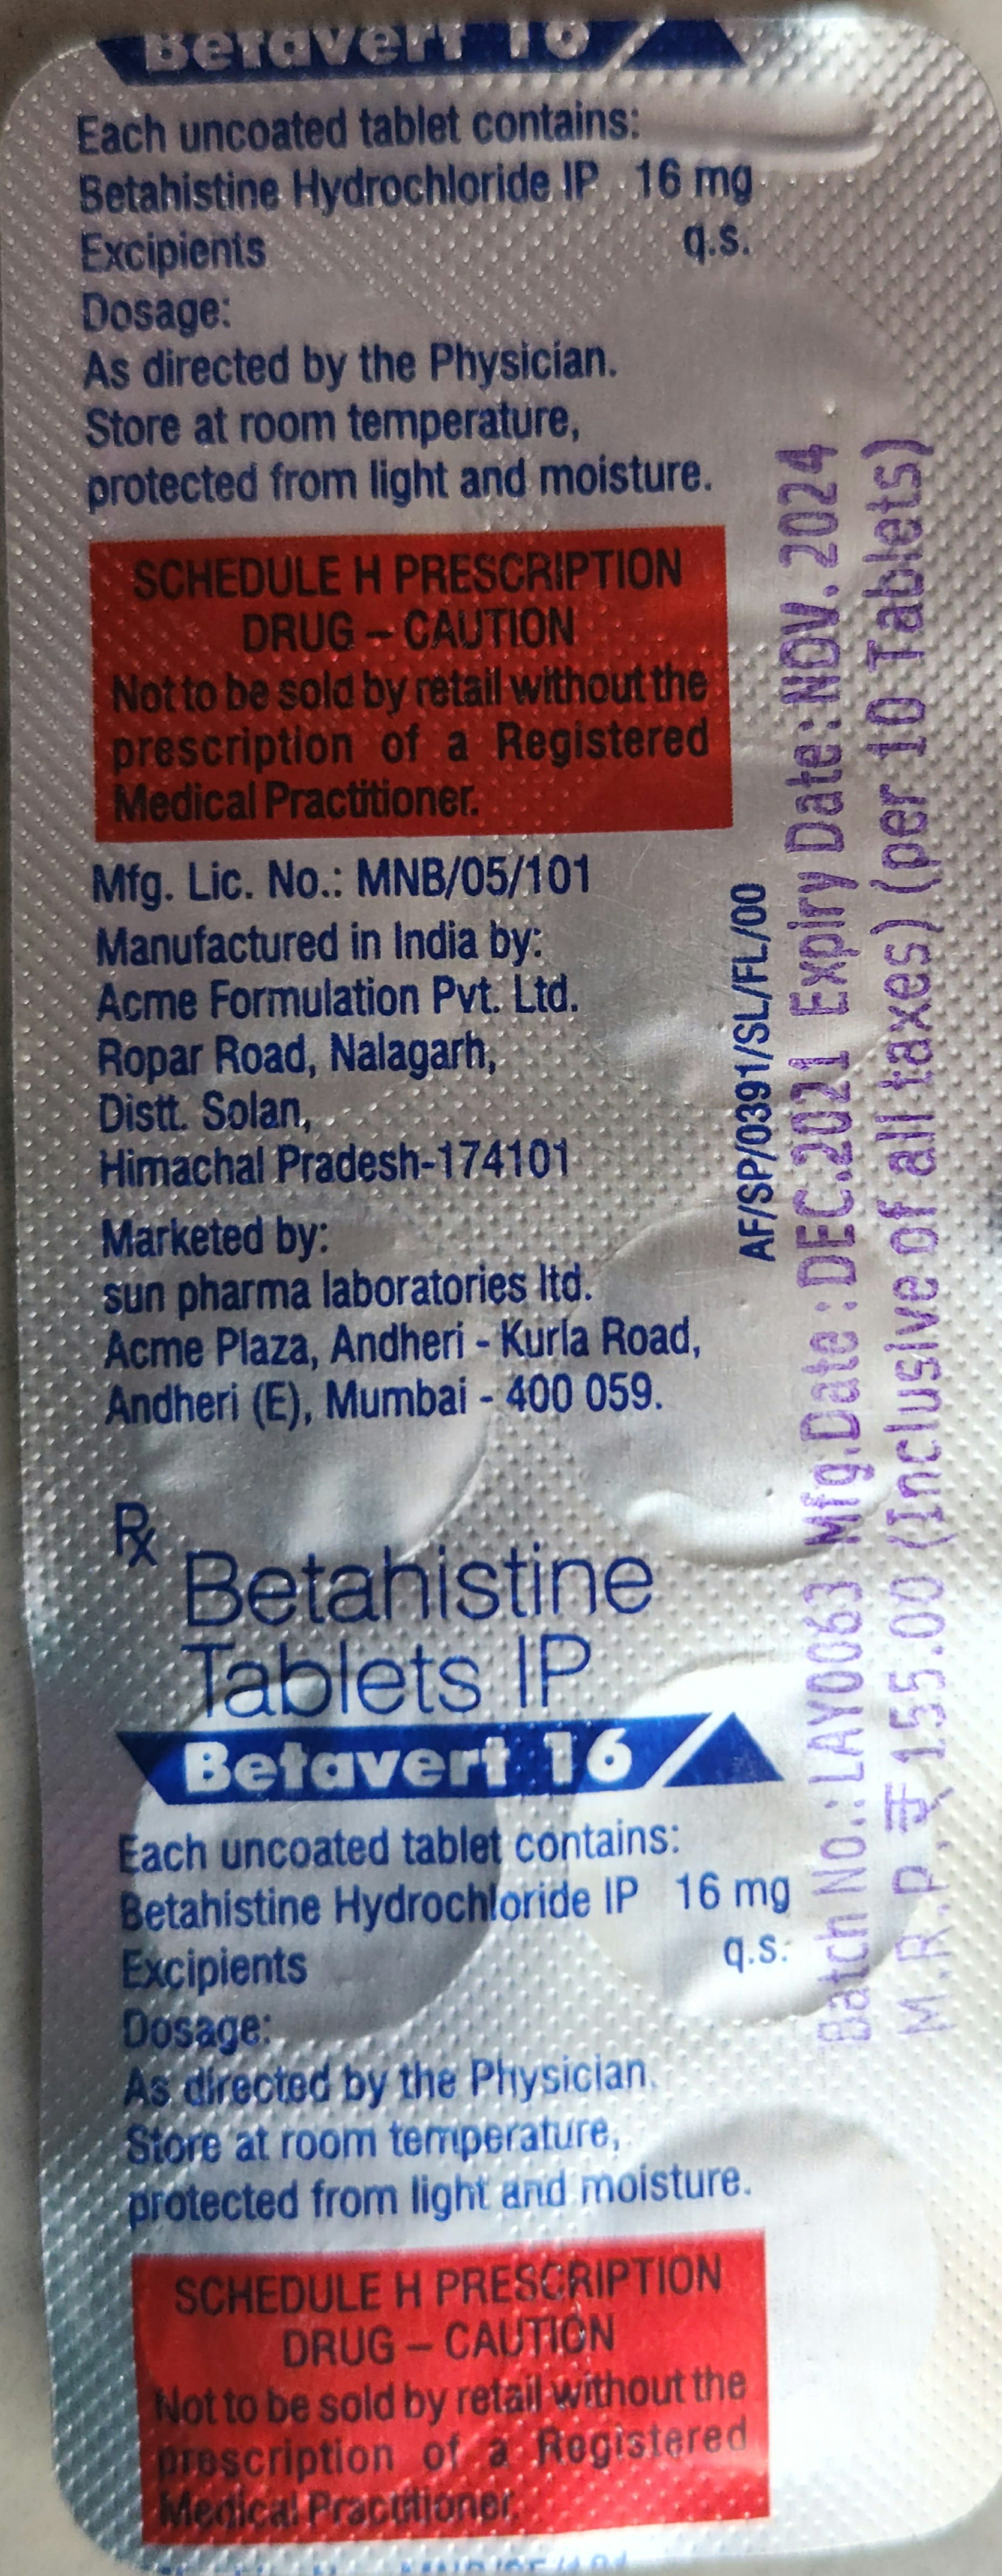 Betavert 16
Each uncoated tablet contains:
Betahistine Hydrochloride IP 16 mg
Excipients q.s.
Dosage:
As directed by the Physician.
Store at room temperature,
protected from light and moisture.
SCHEDULE H PRESCRIPTION
DRUG – CAUTION
Not to be sold by retail without the
prescription of a Registered
Medical Practitioner.
Mfg. Lic. No.: MNB/05/101
Manufactured in India by:
Acme Formulation Pvt. Ltd.
Ropar Road, Nalagarh,
Distt. Solan,
Himachal Pradesh-174101
Marketed by:
sun pharma laboratories ltd.
Acme Plaza, Andheri - Kurla Road,
Andheri (E), Mumbai - 400 059.
Rx
Betahistine
Tablets IP
Betavert 16
Each uncoated tablet contains:
Betahistine Hydrochloride IP 16 mg
Excipients q.s.
Dosage:
As directed by the Physician.
Store at room temperature,
protected from light and moisture.
SCHEDULE H PRESCRIPTION
DRUG – CAUTION
Not to be sold by retail without the
prescription of a Registered
Medical Practitioner.
AF/SP/0391/SL/FL/00
Batch No.: LAY0063 Mfg.Date : DEC.2021 Expiry Date: NOV. 2024
M.R.P. ₹ 155.00 (Inclusive of all taxes) (per 10 Tablets)